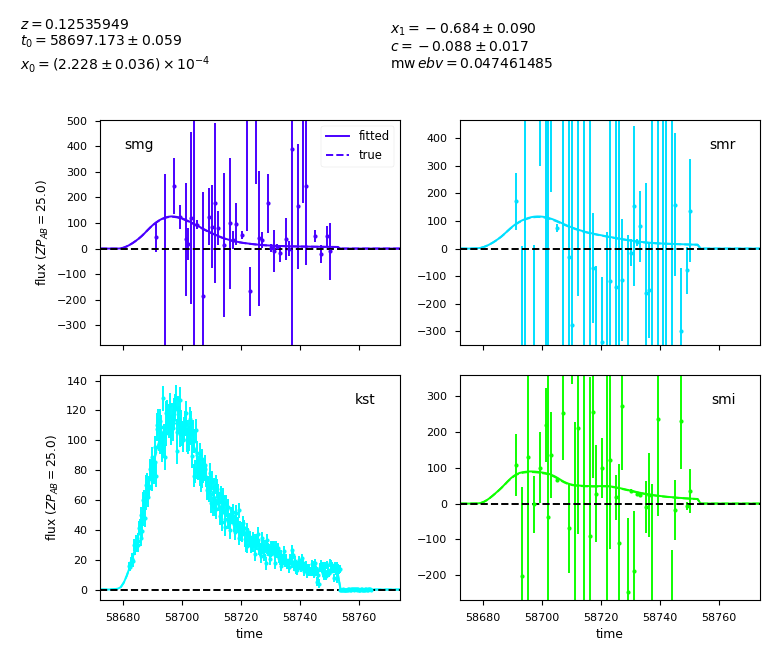 z = 0.12535949
t₀ = 58697.173 ± 0.059
x₀ = (2.228 ± 0.036) × 10⁻⁴
x₁ = −0.684 ± 0.090
c = −0.088 ± 0.017
mw ebv = 0.047461485
500
400
300
200
100
0
−100
−200
−300
flux (ZP_AB = 25.0)
smg
fitted
true
400
300
200
100
0
−100
−200
−300
smr
140
120
100
80
60
40
20
0
flux (ZP_AB = 25.0)
kst
58680 58700 58720 58740 58760
time
300
200
100
0
−100
−200
smi
58680 58700 58720 58740 58760
time